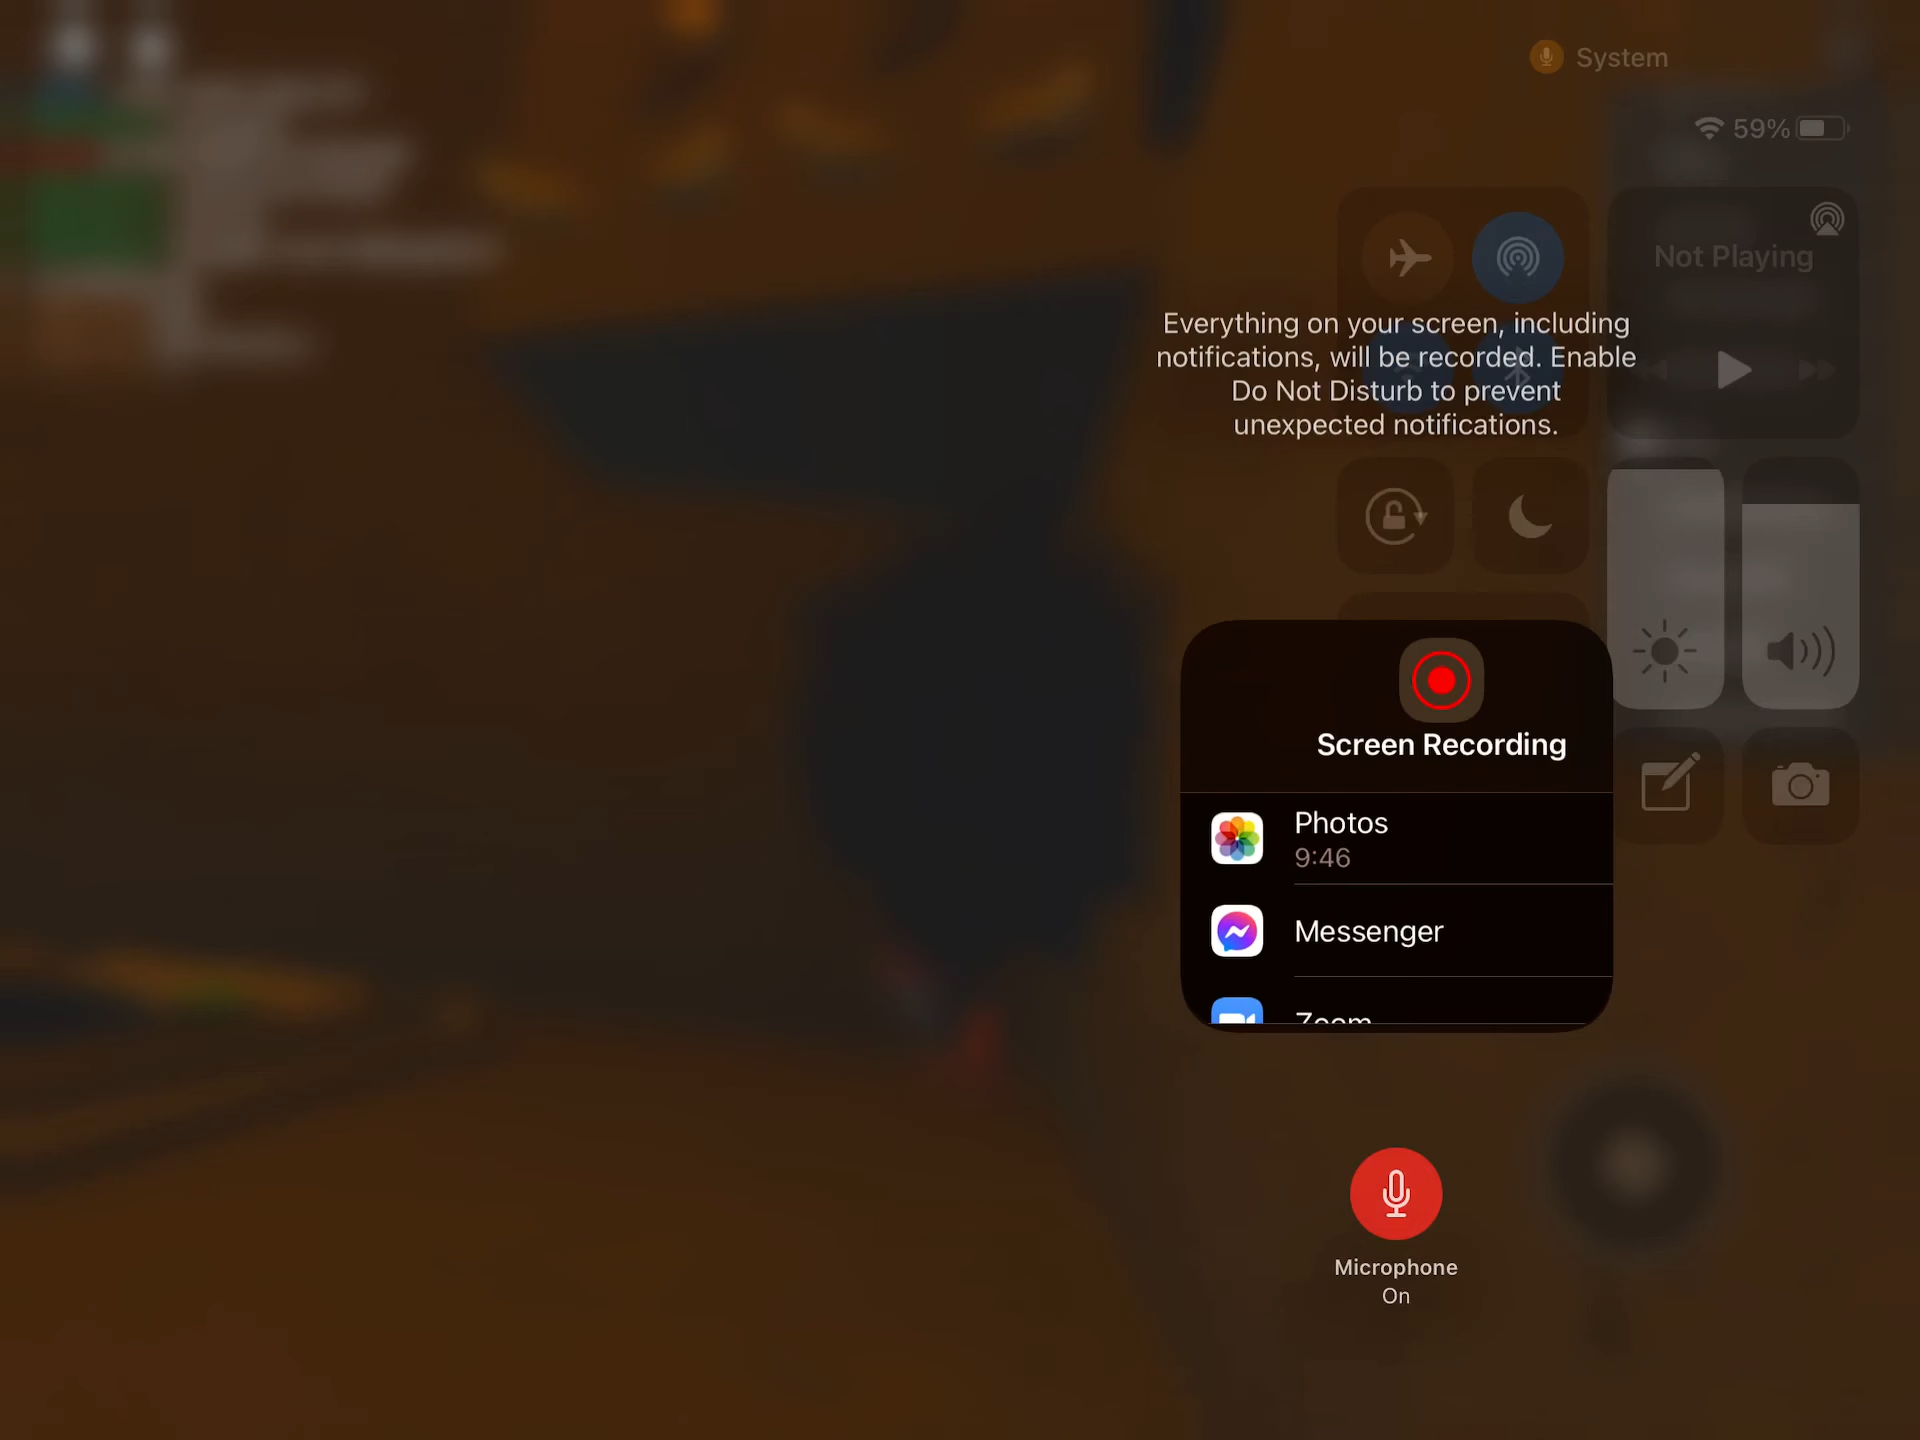 System
59%
Not Playing
Everything on your screen, including
notifications, will be recorded. Enable
Do Not Disturb to prevent
unexpected notifications.
Screen Recording
Photos
9:46
Messenger
Zoom
Microphone
On